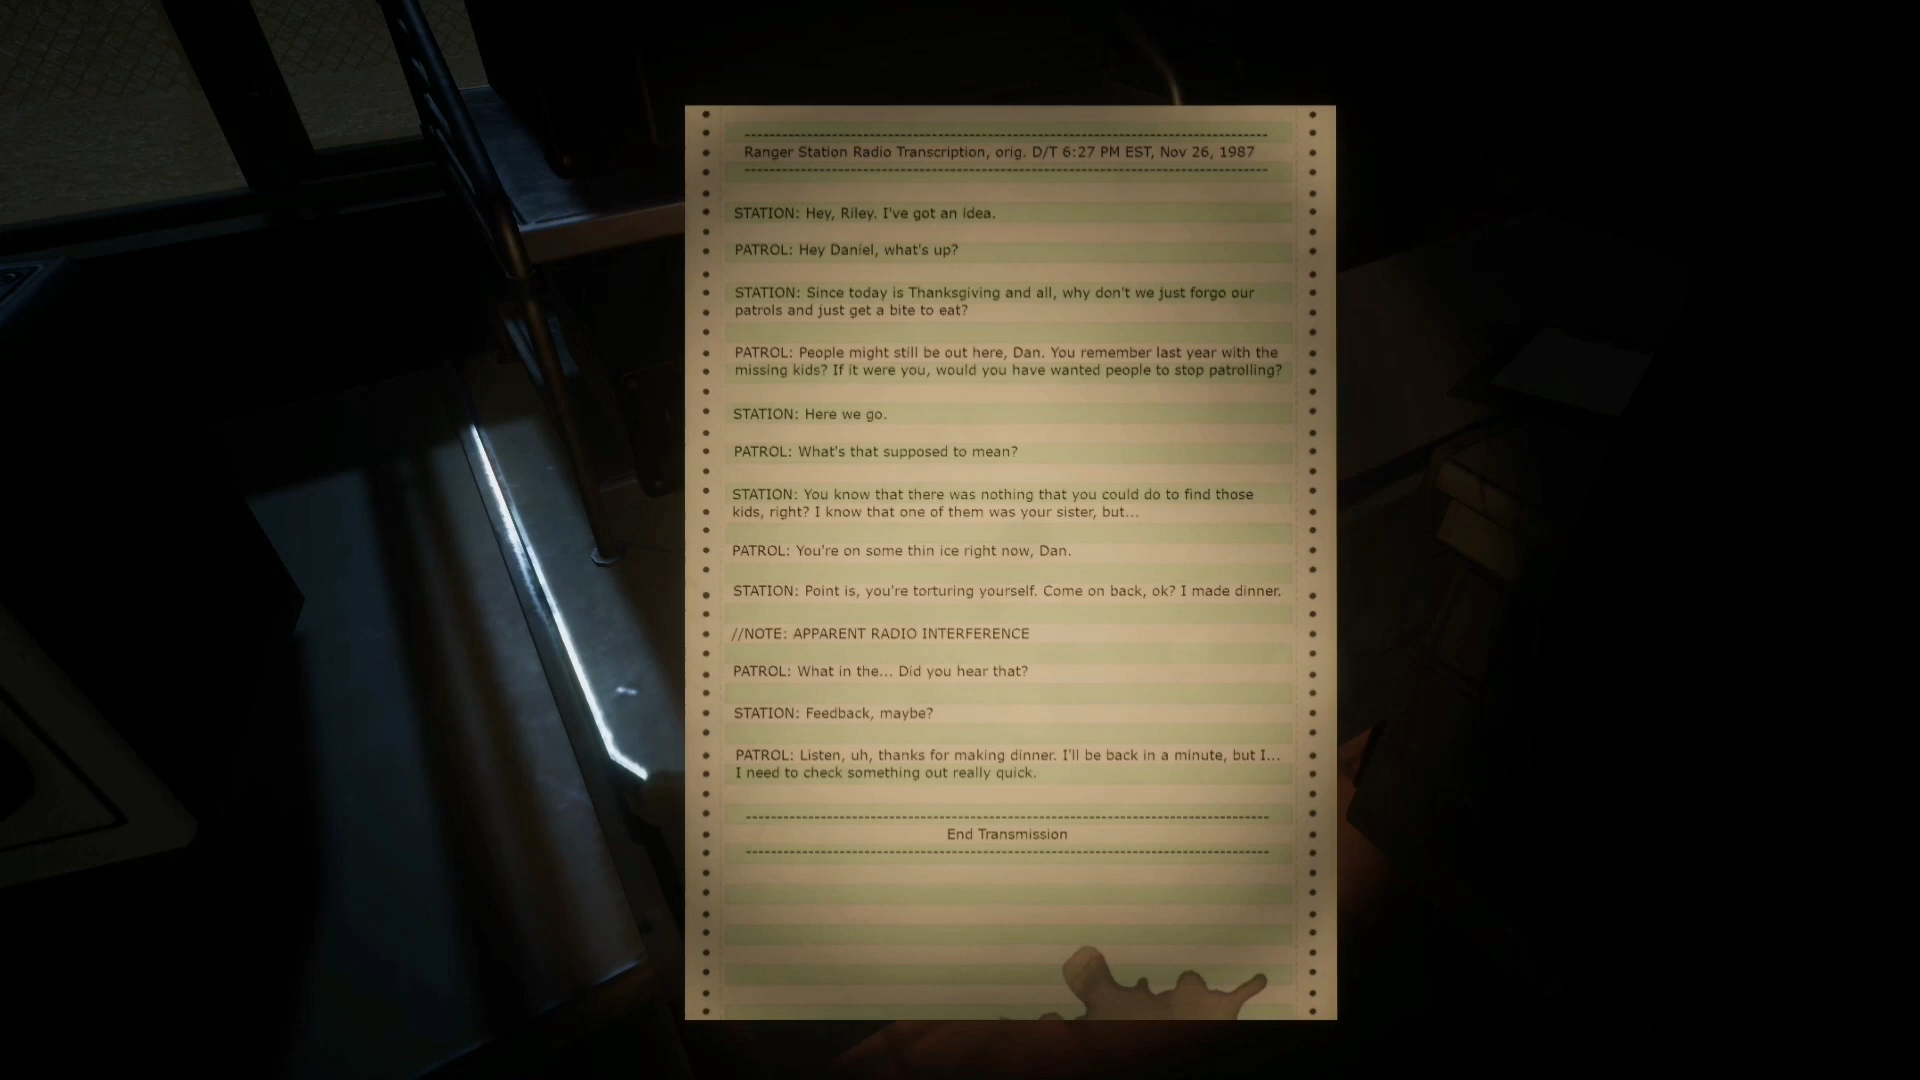 --------------------------------------------------------------------------------
Ranger Station Radio Transcription, orig. D/T 6:27 PM EST, Nov 26, 1987
--------------------------------------------------------------------------------
STATION: Hey, Riley. I've got an idea.
PATROL: Hey Daniel, what's up?
STATION: Since today is Thanksgiving and all, why don't we just forgo our
patrols and just get a bite to eat?
PATROL: People might still be out here, Dan. You remember last year with the
missing kids? If it were you, would you have wanted people to stop patrolling?
STATION: Here we go.
PATROL: What's that supposed to mean?
STATION: You know that there was nothing that you could do to find those
kids, right? I know that one of them was your sister, but...
PATROL: You're on some thin ice right now, Dan.
STATION: Point is, you're torturing yourself. Come on back, ok? I made dinner.
//NOTE: APPARENT RADIO INTERFERENCE
PATROL: What in the... Did you hear that?
STATION: Feedback, maybe?
PATROL: Listen, uh, thanks for making dinner. I'll be back in a minute, but I...
I need to check something out really quick.
--------------------------------------------------------------------------------
End Transmission
--------------------------------------------------------------------------------